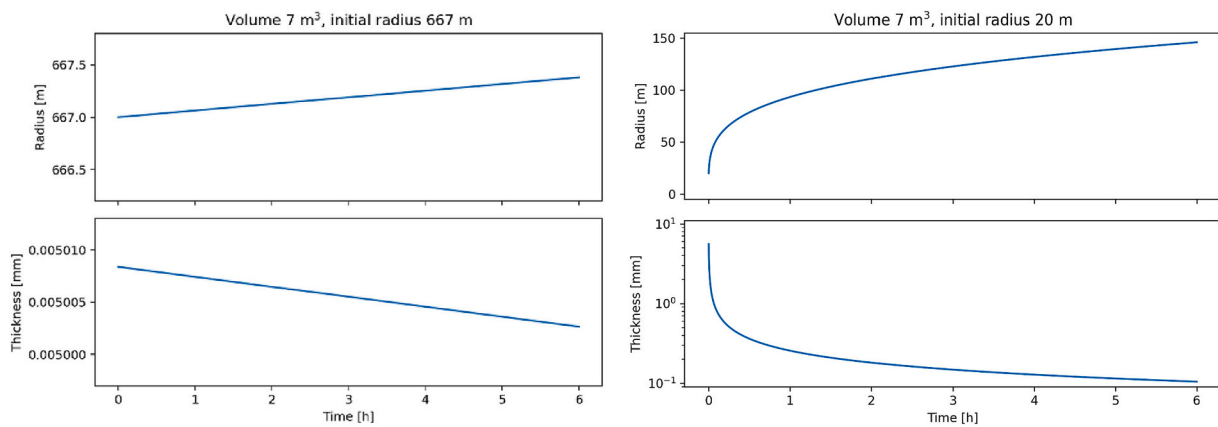 Volume 7 m³, initial radius 667 m
667.5
667.0
666.5
Radius [m]
0.005010
0.005005
0.005000
Thickness [mm]
0 1 2 3 4 5 6
Time [h]
Volume 7 m³, initial radius 20 m
150
100
50
0
Radius [m]
10¹
10⁰
10⁻¹
Thickness [mm]
0 1 2 3 4 5 6
Time [h]